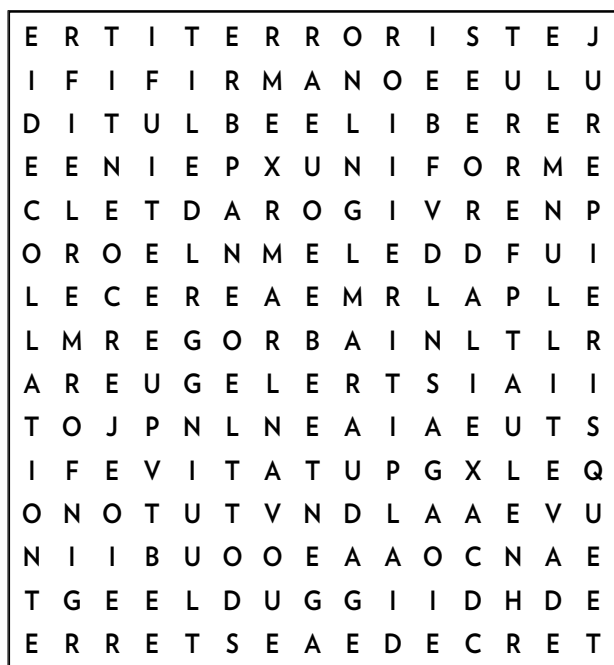 E R T I T E R R O R I S T E J
I F I F I R M A N O E E U L U
D I T U L B E E L I B E R E R
E E N I E P X U N I F O R M E
C L E T D A R O G I V R E N P
O R O E L N M E L E D D F U I
L E C E R E A E M R L A P L E
L M R E G O R B A I N L T L R
A R E U G E L E R T S I A I I
T O J P N L N E A I A E U T S
I F E V I T A T U P G X L E Q
O N O T U T V N D L A A E V U
N I I B U O O E A A O C N A E
T G E E L D U G G I I D H D E
E R R E T S E A E D E C R E T